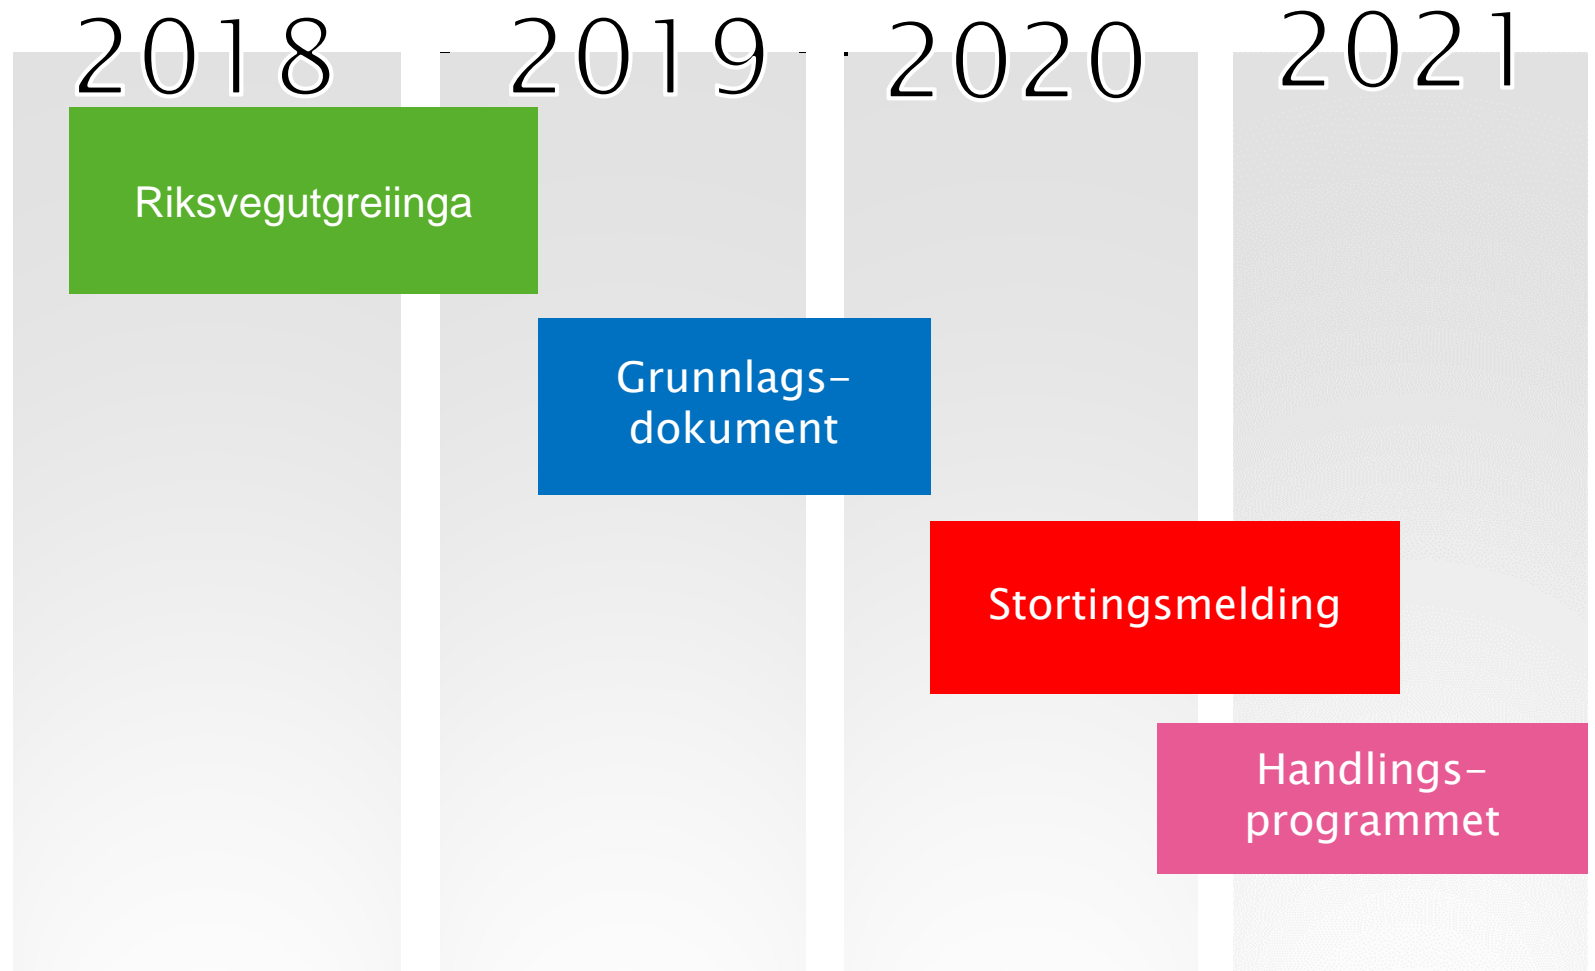 2018 2019 2020 2021
Riksvegutgreiinga
Grunnlags-
dokument
Stortingsmelding
Handlings-
programmet